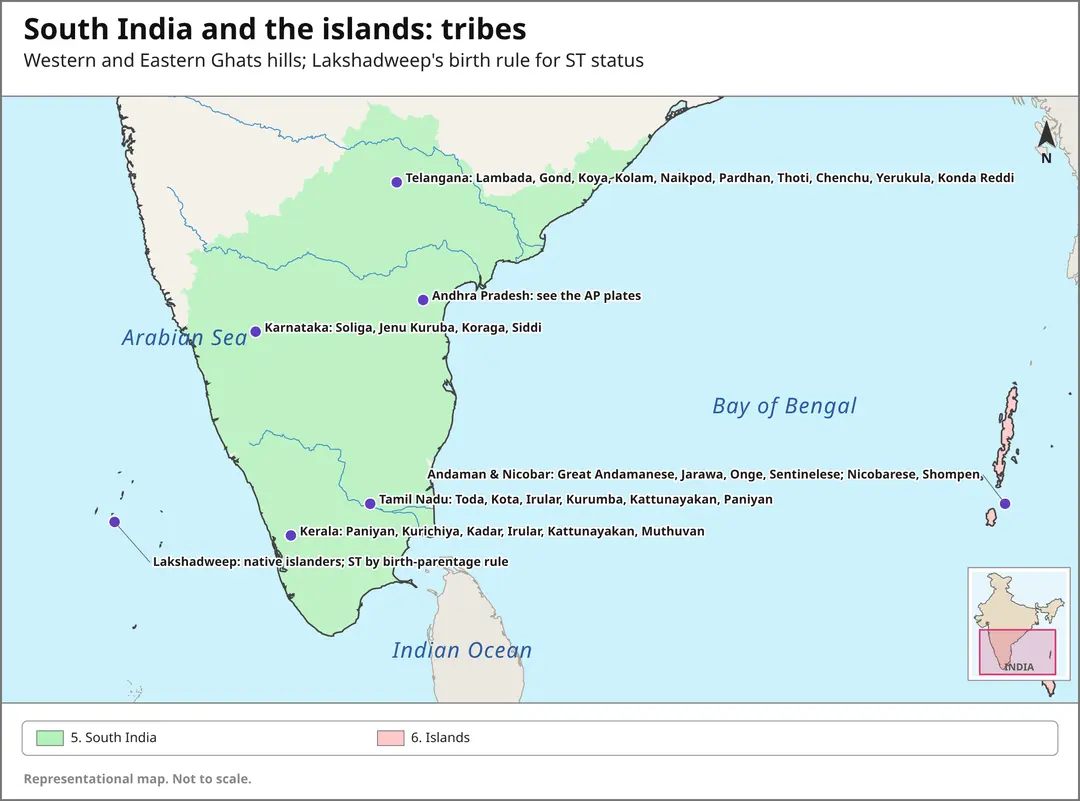 South India and the islands: tribes
Western and Eastern Ghats hills; Lakshadweep's birth rule for ST status
N
Telangana: Lambada, Gond, Koya, Kolam, Naikpod, Pardhan, Thoti, Chenchu, Yerukula, Konda Reddi
Andhra Pradesh: see the AP plates
Karnataka: Soliga, Jenu Kuruba, Koraga, Siddi
Arabian Sea
Bay of Bengal
Andaman & Nicobar: Great Andamanese, Jarawa, Onge, Sentinelese; Nicobarese, Shompen
Tamil Nadu: Toda, Kota, Irular, Kurumba, Kattunayakan, Paniyan
Kerala: Paniyan, Kurichiya, Kadar, Irular, Kattunayakan, Muthuvan
Lakshadweep: native islanders; ST by birth-parentage rule
Indian Ocean
INDIA
5. South India
6. Islands
Representational map. Not to scale.